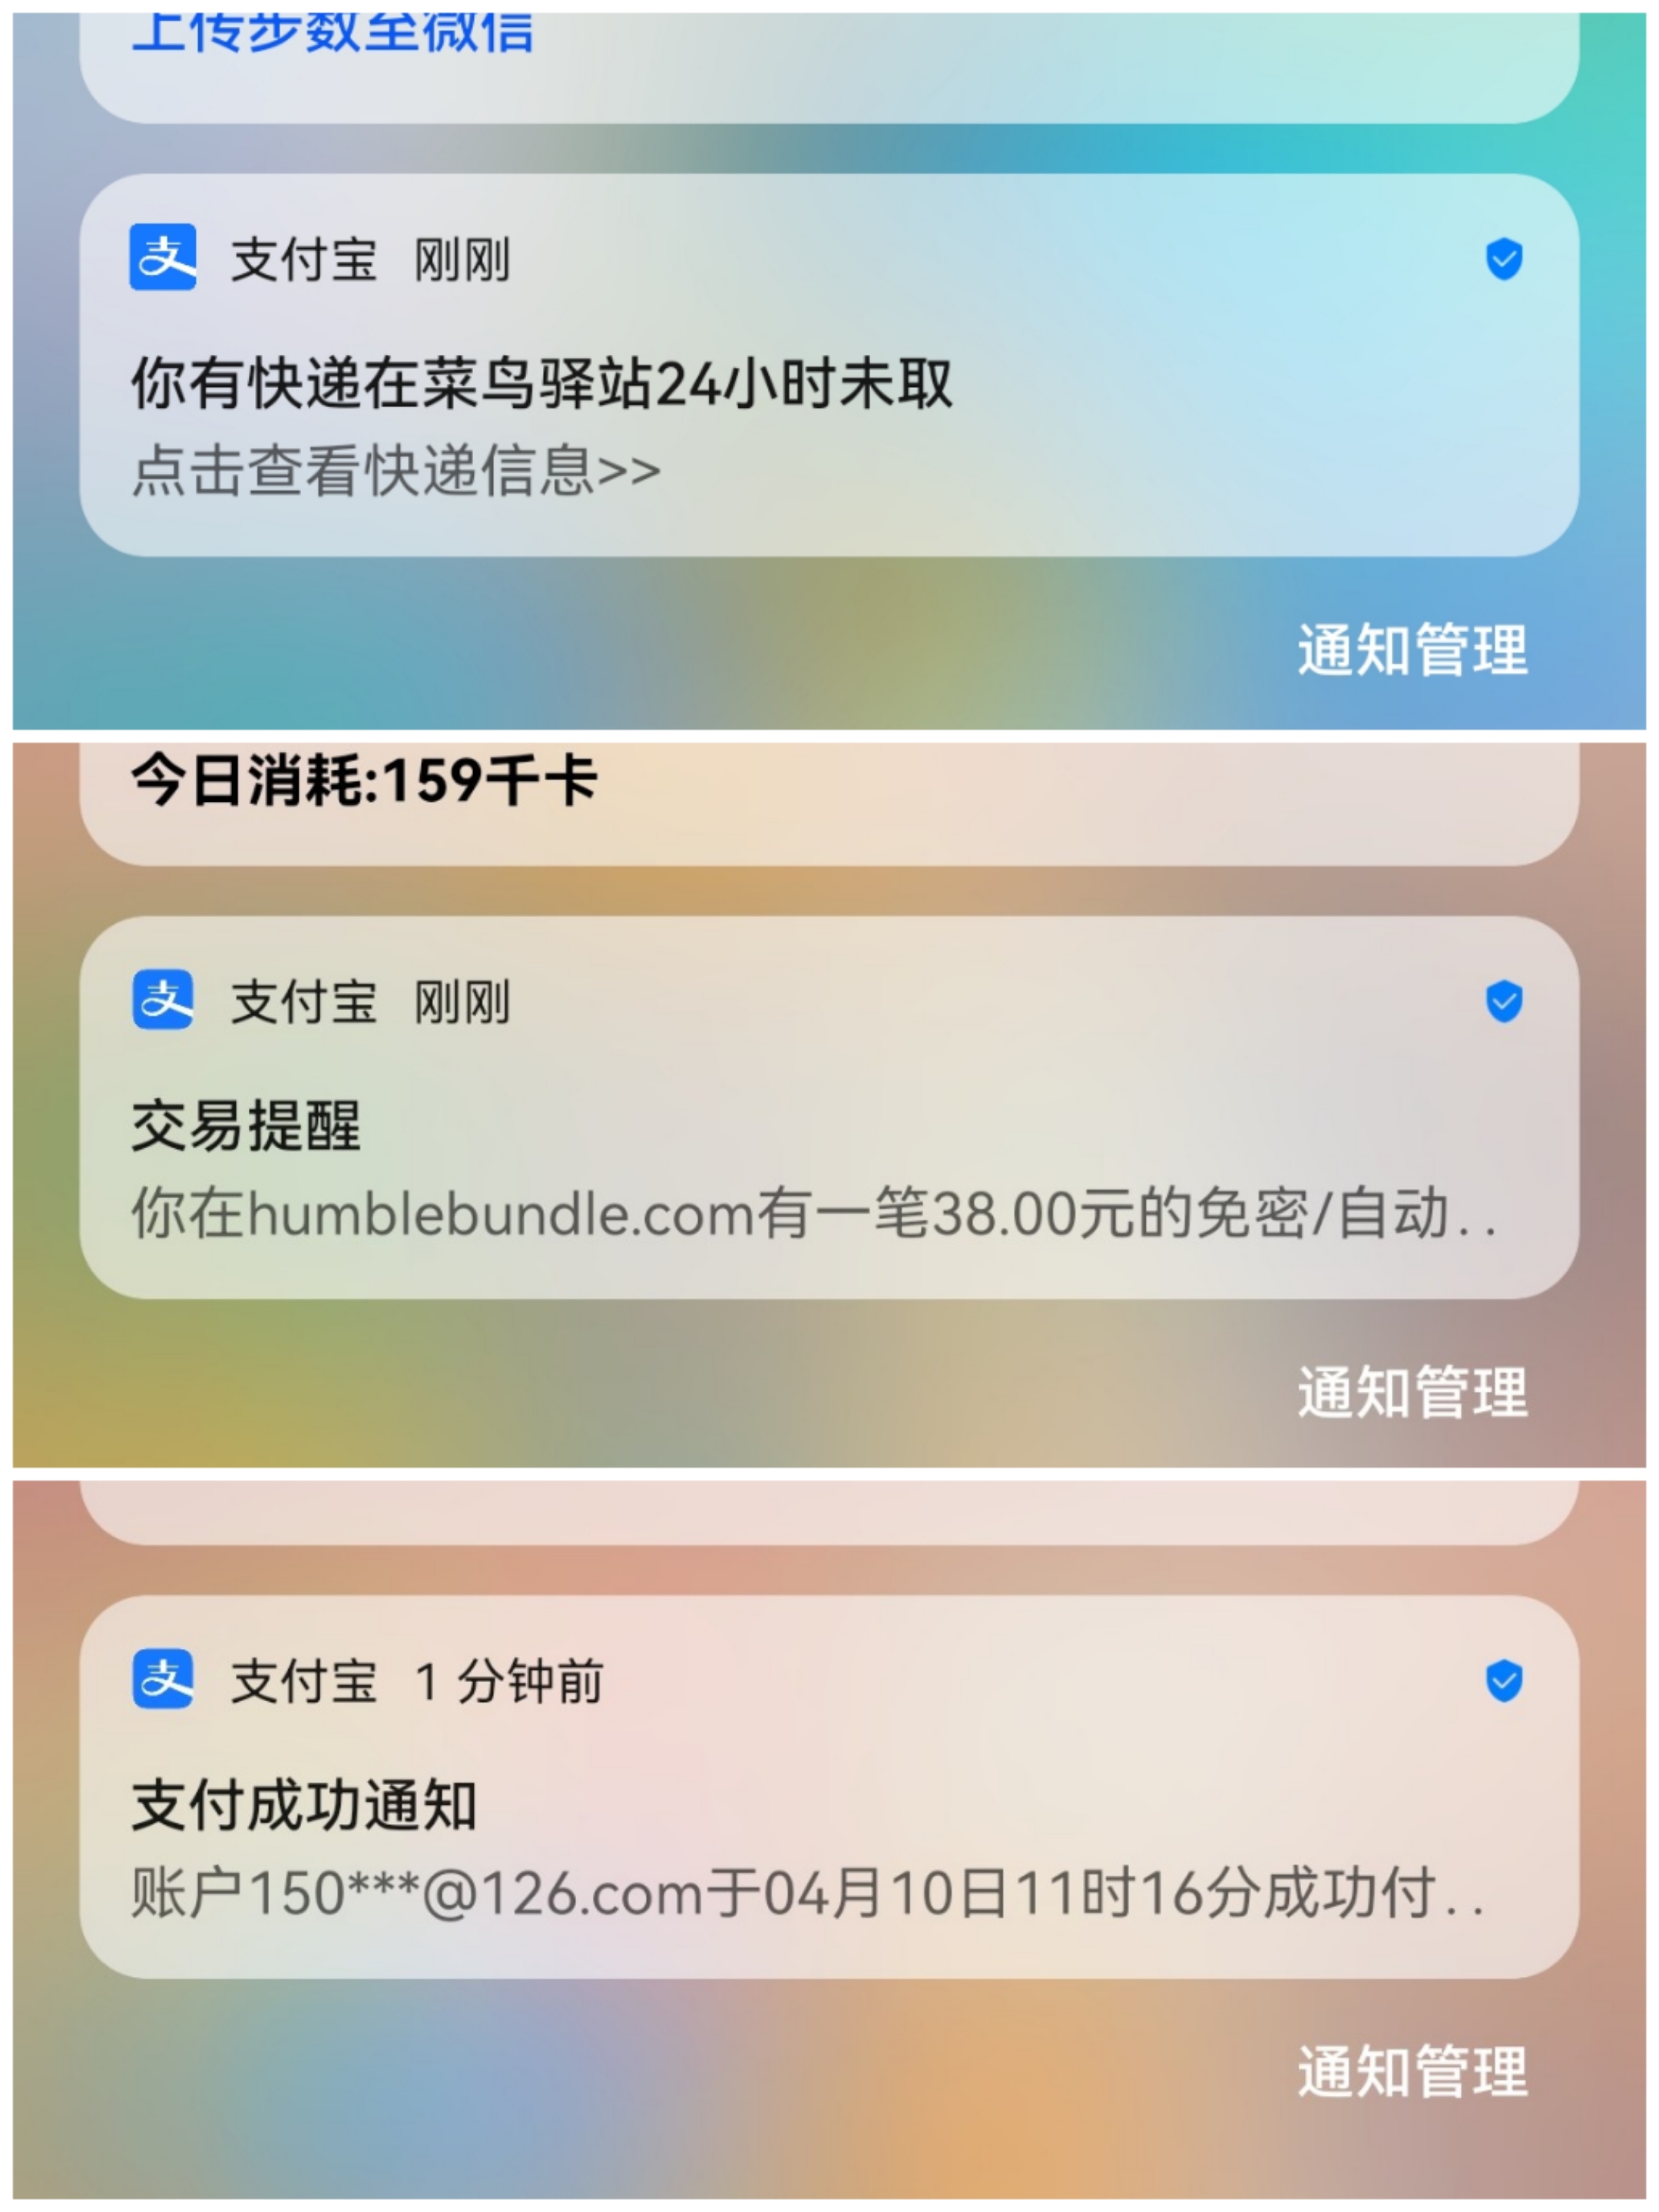 上传步数至微信
支付宝 刚刚
你有快递在菜鸟驿站24小时未取
点击查看快递信息>>
通知管理
今日消耗:159千卡
支付宝 刚刚
交易提醒
你在humblebundle.com有一笔38.00元的免密/自动..
通知管理
支付宝 1 分钟前
支付成功通知
账户150***@126.com于04月10日11时16分成功付..
通知管理